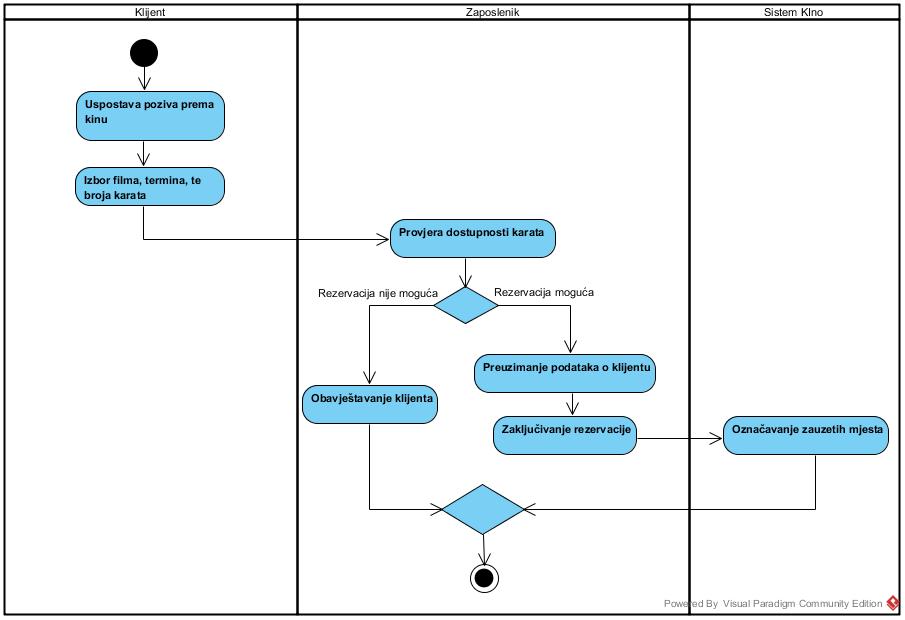 Klijent
Zaposlenik
Sistem KIno
Uspostava poziva prema
kinu
Izbor filma, termina, te
broja karata
Provjera dostupnosti karata
Rezervacija nije moguća
Rezervacija moguća
Preuzimanje podataka o klijentu
Obavještavanje klijenta
Zaključivanje rezervacije
Označavanje zauzetih mjesta
Powered By Visual Paradigm Community Edition